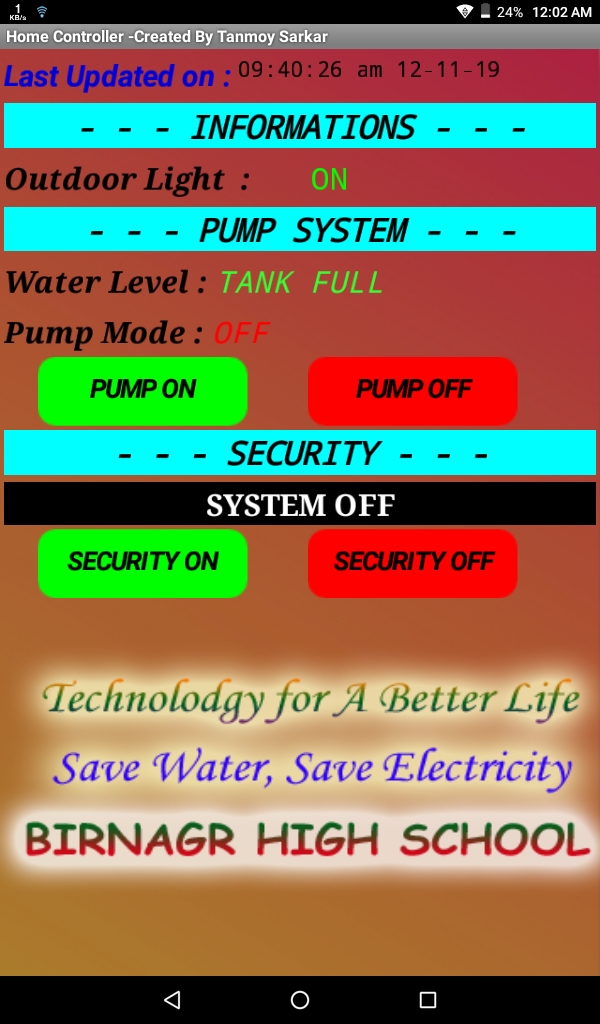 1 KB/s 24% 12:02 AM
Home Controller -Created By Tanmoy Sarkar
Last Updated on : 09:40:26 am 12-11-19
- - - INFORMATIONS - - -
Outdoor Light : ON
- - - PUMP SYSTEM - - -
Water Level : TANK FULL
Pump Mode : OFF
PUMP ON PUMP OFF
- - - SECURITY - - -
SYSTEM OFF
SECURITY ON SECURITY OFF
Technolodgy for A Better Life
Save Water, Save Electricity
BIRNAGR HIGH SCHOOL